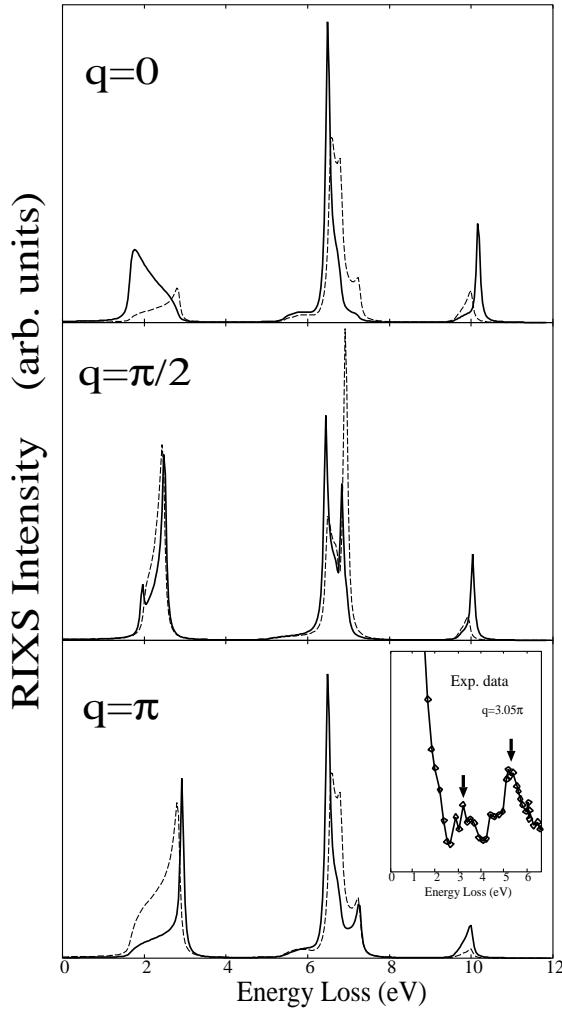 q=0
q=π/2
q=π
RIXS Intensity (arb. units)
Exp. data
q=3.05π
0 1 2 3 4 5 6
Energy Loss (eV)
0 2 4 6 8 10 12
Energy Loss (eV)